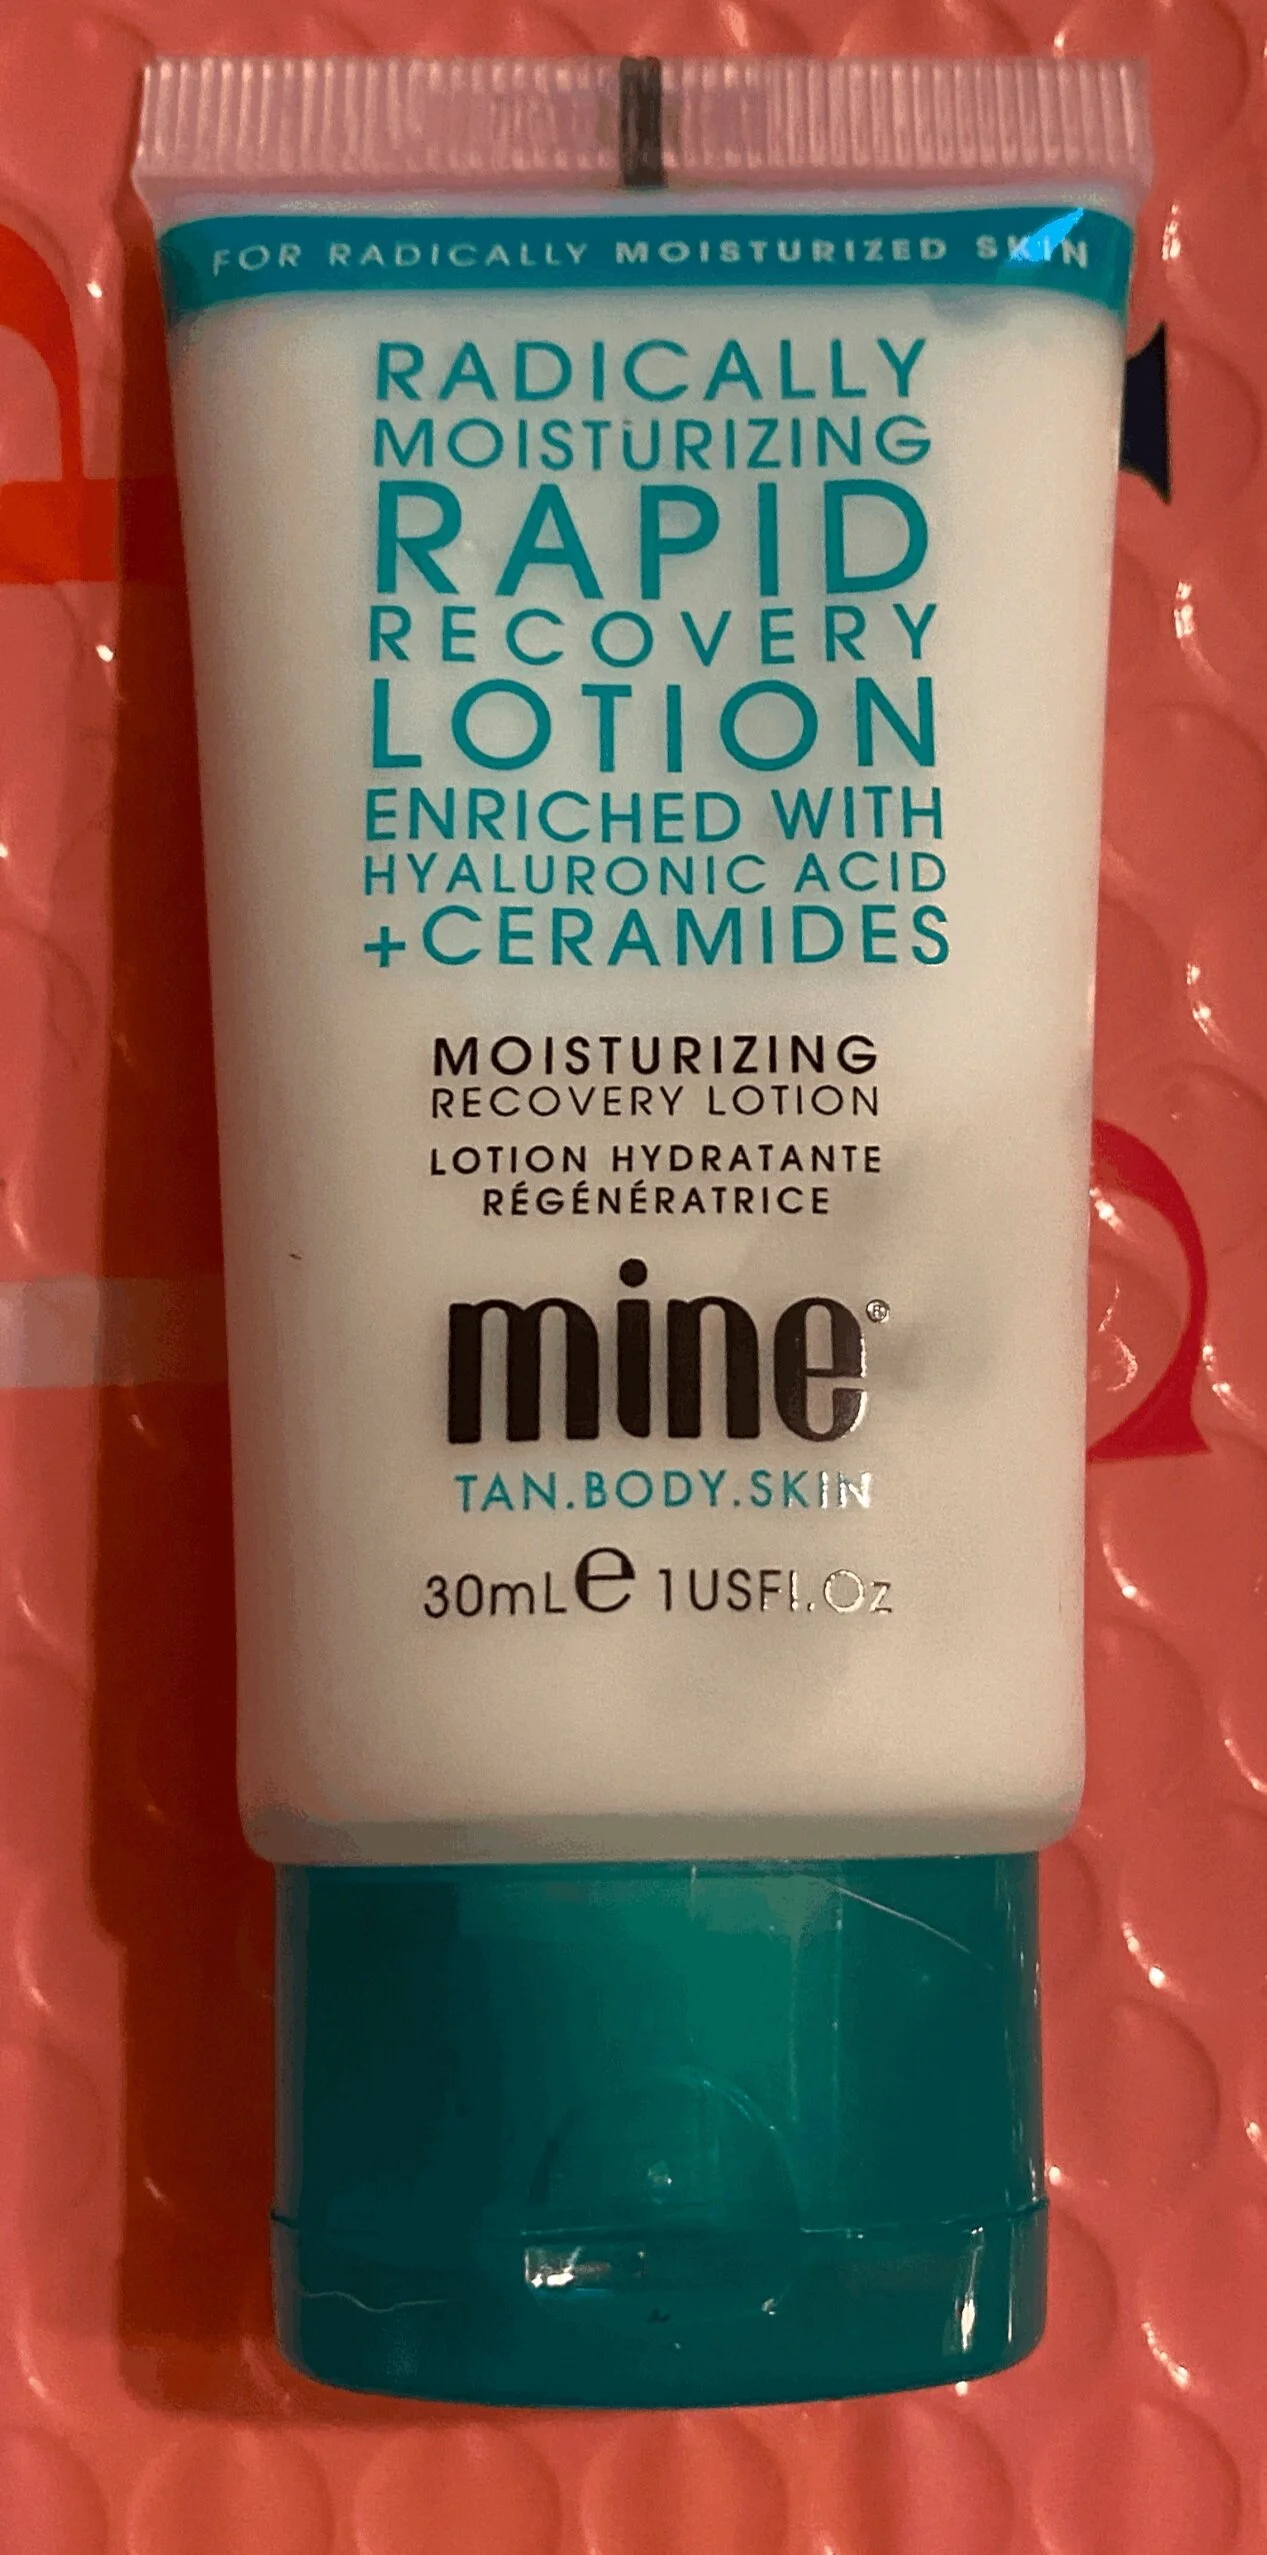 FOR RADICALLY MOISTURIZED SKIN
RADICALLY
MOISTURIZING
RAPID
RECOVERY
LOTION
ENRICHED WITH
HYALURONIC ACID
+CERAMIDES
MOISTURIZING
RECOVERY LOTION
LOTION HYDRATANTE
RÉGÉNÉRATRICE
mine®
TAN.BODY.SKIN
30mL e 1USFl.Oz